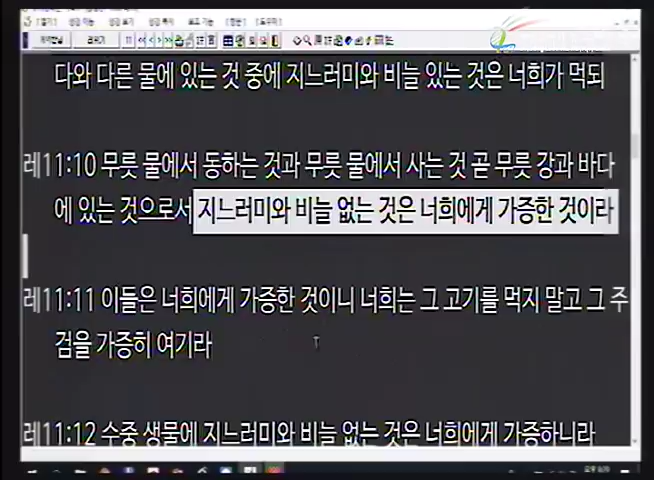 다와 다른 물에 있는 것 중에 지느러미와 비늘 있는 것은 너희가 먹되
레11:10 무릇 물에서 동하는 것과 무릇 물에서 사는 것 곧 무릇 강과 바다
에 있는 것으로서 지느러미와 비늘 없는 것은 너희에게 가증한 것이라
레11:11 이들은 너희에게 가증한 것이니 너희는 그 고기를 먹지 말고 그 주
검을 가증히 여기라
레11:12 수중 생물에 지느러미와 비늘 없는 것은 너희에게 가증하니라